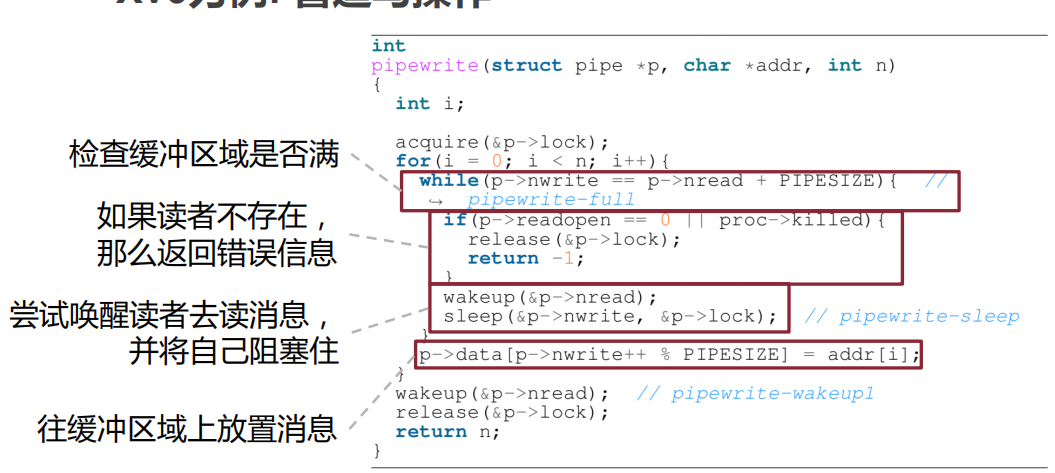 int
pipewrite(struct pipe *p, char *addr, int n)
{
int i;
acquire(&p->lock);
for(i = 0; i < n; i++){
while(p->nwrite == p->nread + PIPESIZE){ //
↪ pipewrite-full
if(p->readopen == 0 || proc->killed){
release(&p->lock);
return -1;
}
wakeup(&p->nread);
sleep(&p->nwrite, &p->lock); // pipewrite-sleep
}
p->data[p->nwrite++ % PIPESIZE] = addr[i];
}
wakeup(&p->nread); // pipewrite-wakeup1
release(&p->lock);
return n;
}
检查缓冲区域是否满
如果读者不存在，
那么返回错误信息
尝试唤醒读者去读消息，
并将自己阻塞住
往缓冲区域上放置消息